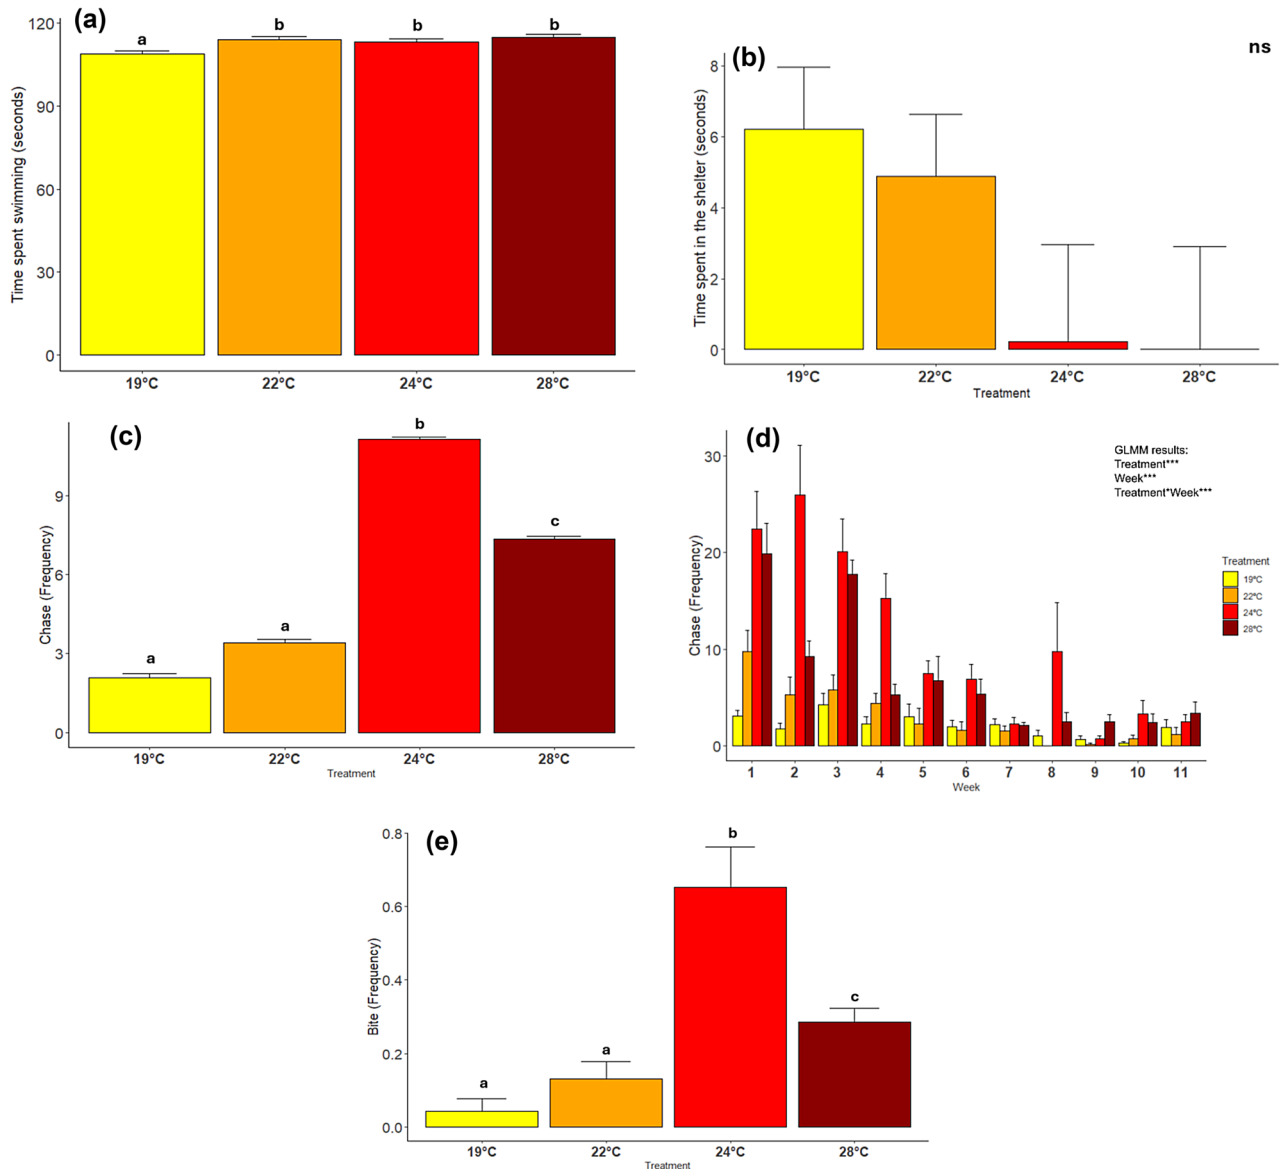 (a)
Time spent swimming (seconds)
120
90
60
30
0
a
b
b
b
19°C
22°C
24°C
28°C
(b)
ns
Time spent in the shelter (seconds)
8
6
4
2
0
19°C
22°C
24°C
28°C
Treatment
(c)
Chase (Frequency)
9
6
3
0
a
a
b
c
19°C
22°C
24°C
28°C
Treatment
(d)
GLMM results:
Treatment***
Week***
Treatment*Week***
Chase (Frequency)
30
20
10
0
1 2 3 4 5 6 7 8 9 10 11
Week
Treatment
19°C
22°C
24°C
28°C
(e)
Bite (Frequency)
0.8
0.6
0.4
0.2
0.0
a
a
b
c
19°C
22°C
24°C
28°C
Treatment